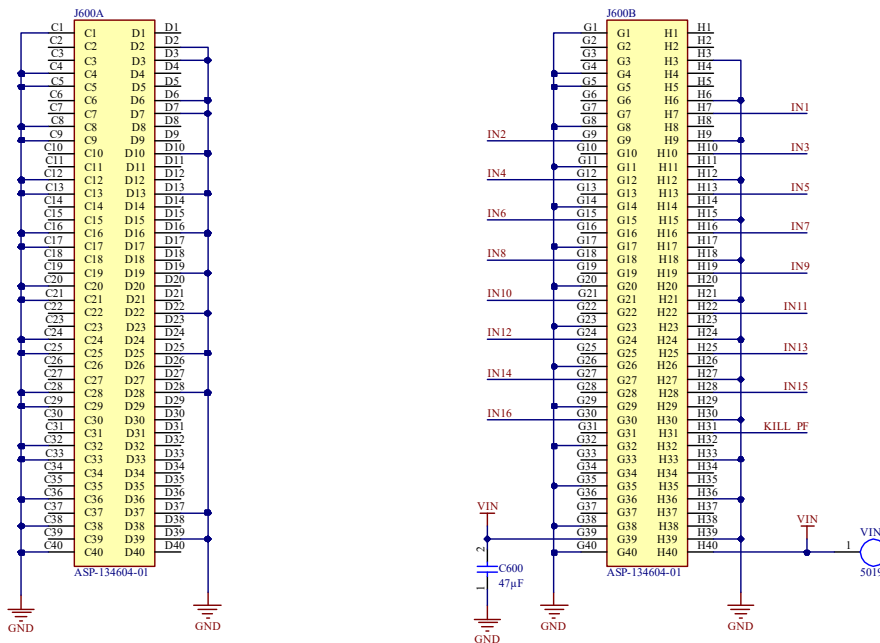 J600A J600B
C1 C1 D1 D1 G1 G1 H1 H1
C2 C2 D2 D2 G2 G2 H2 H2
C3 C3 D3 D3 G3 G3 H3 H3
C4 C4 D4 D4 G4 G4 H4 H4
C5 C5 D5 D5 G5 G5 H5 H5
C6 C6 D6 D6 G6 G6 H6 H6
C7 C7 D7 D7 G7 G7 H7 H7 IN1
C8 C8 D8 D8 G8 G8 H8 H8
C9 C9 D9 D9 IN2 G9 G9 H9 H9
C10 C10 D10 D10 G10 G10 H10 H10 IN3
C11 C11 D11 D11 G11 G11 H11 H11
C12 C12 D12 D12 IN4 G12 G12 H12 H12
C13 C13 D13 D13 G13 G13 H13 H13 IN5
C14 C14 D14 D14 G14 G14 H14 H14
C15 C15 D15 D15 IN6 G15 G15 H15 H15
C16 C16 D16 D16 G16 G16 H16 H16 IN7
C17 C17 D17 D17 G17 G17 H17 H17
C18 C18 D18 D18 IN8 G18 G18 H18 H18
C19 C19 D19 D19 G19 G19 H19 H19 IN9
C20 C20 D20 D20 G20 G20 H20 H20
C21 C21 D21 D21 IN10 G21 G21 H21 H21
C22 C22 D22 D22 G22 G22 H22 H22 IN11
C23 C23 D23 D23 G23 G23 H23 H23
C24 C24 D24 D24 IN12 G24 G24 H24 H24
C25 C25 D25 D25 G25 G25 H25 H25 IN13
C26 C26 D26 D26 G26 G26 H26 H26
C27 C27 D27 D27 IN14 G27 G27 H27 H27
C28 C28 D28 D28 G28 G28 H28 H28 IN15
C29 C29 D29 D29 G29 G29 H29 H29
C30 C30 D30 D30 IN16 G30 G30 H30 H30
C31 C31 D31 D31 G31 G31 H31 H31 KILL_PF
C32 C32 D32 D32 G32 G32 H32 H32
C33 C33 D33 D33 G33 G33 H33 H33
C34 C34 D34 D34 G34 G34 H34 H34
C35 C35 D35 D35 G35 G35 H35 H35
C36 C36 D36 D36 G36 G36 H36 H36
C37 C37 D37 D37 VIN G37 G37 H37 H37
C38 C38 D38 D38 G38 G38 H38 H38 VIN
C39 C39 D39 D39 G39 G39 H39 H39 VIN
C40 C40 D40 D40 2 G40 G40 H40 H40 1
ASP-134604-01 C600 ASP-134604-01 5019
1 47µF
GND GND GND GND GND